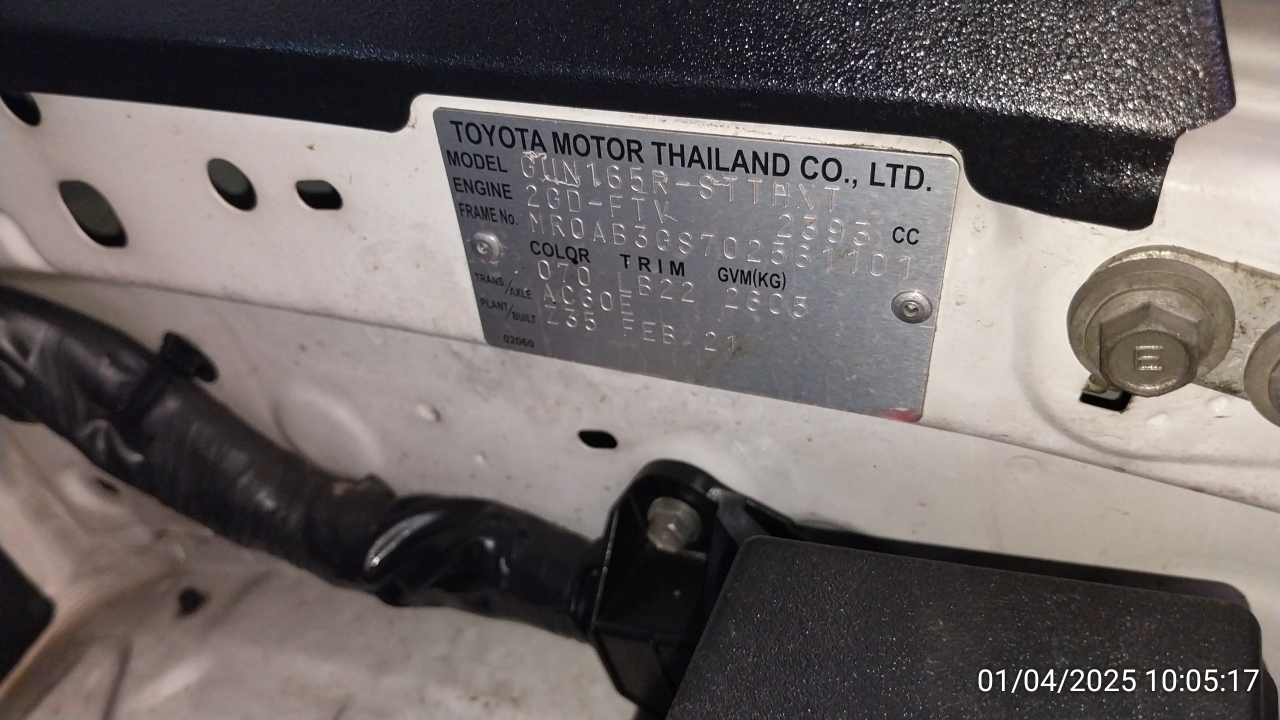 TOYOTA MOTOR THAILAND CO., LTD.
MODEL GUN165R-STTHXT
ENGINE 2GD-FTV 2393 CC
FRAME No. MR0AB3GS702561101
COLOR TRIM GVM(KG)
070 LB22 2605
TRANS/AXLE AC60E
PLANT/BUILT Z35 FEB 21
02060
E
01/04/2025 10:05:17